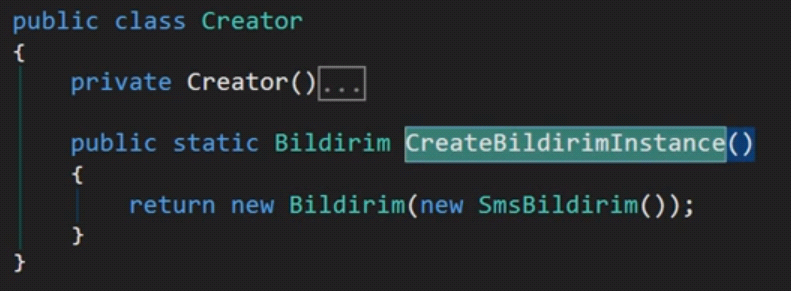 public class Creator
{
private Creator()...
public static Bildirim CreateBildirimInstance()
{
return new Bildirim(new SmsBildirim());
}
}